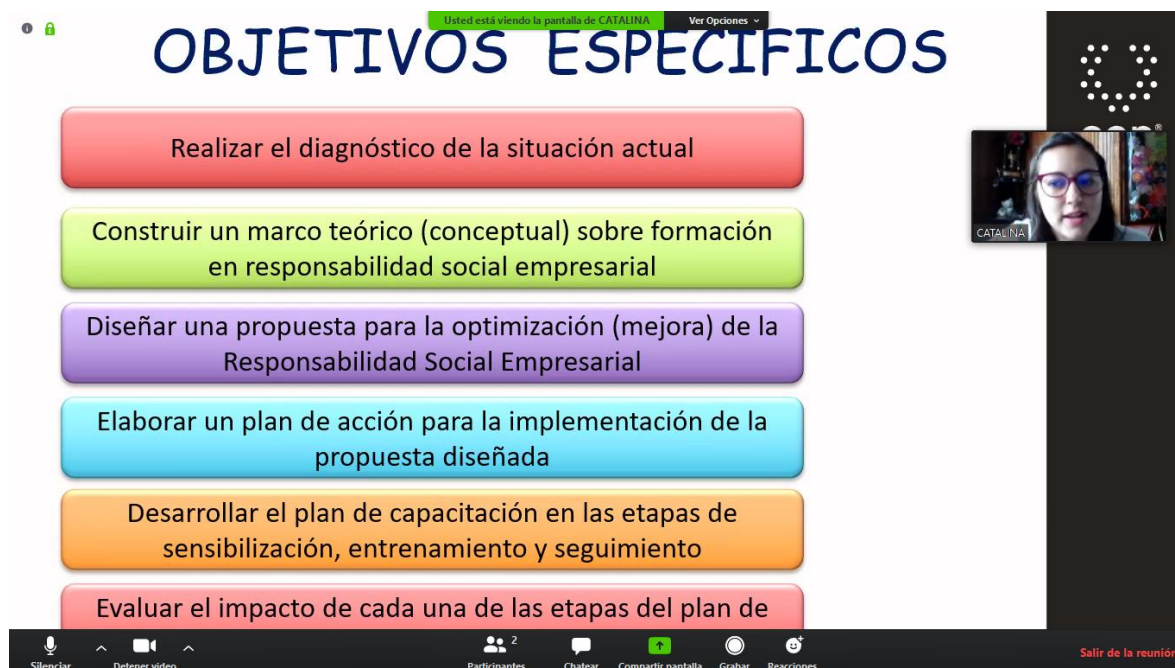 Usted está viendo la pantalla de CATALINA
Ver Opciones
OBJETIVOS ESPECIFICOS
Realizar el diagnóstico de la situación actual
Construir un marco teórico (conceptual) sobre formación
en responsabilidad social empresarial
Diseñar una propuesta para la optimización (mejora) de la
Responsabilidad Social Empresarial
Elaborar un plan de acción para la implementación de la
propuesta diseñada
Desarrollar el plan de capacitación en las etapas de
sensibilización, entrenamiento y seguimiento
Evaluar el impacto de cada una de las etapas del plan de
CATALINA
Silenciar
Detener video
2
Participantes
Chatear
Compartir pantalla
Grabar
Reacciones
Salir de la reunión